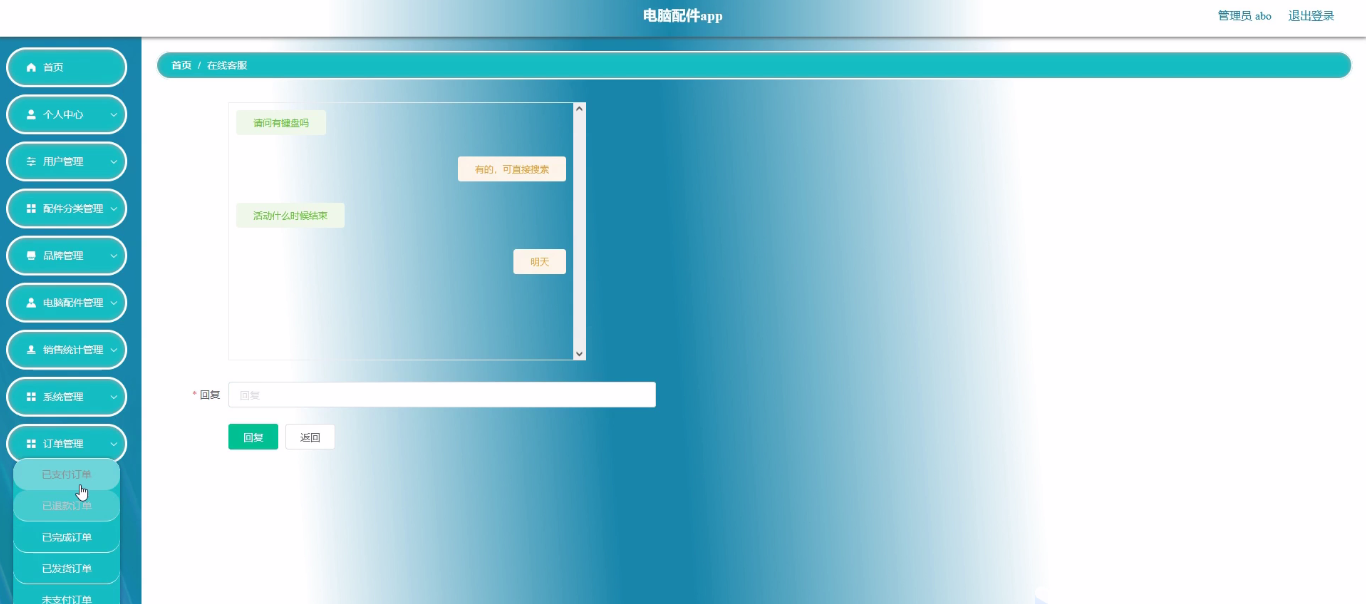 电脑配件app
管理员 abo
退出登录
首页
个人中心
用户管理
配件分类管理
品牌管理
电脑配件管理
销售统计管理
系统管理
订单管理
已支付订单
已退款订单
已完成订单
已发货订单
未支付订单
首页 / 在线客服
请问有键盘吗
有的，可直接搜索
活动什么时候结束
明天
* 回复
回复
回复
返回